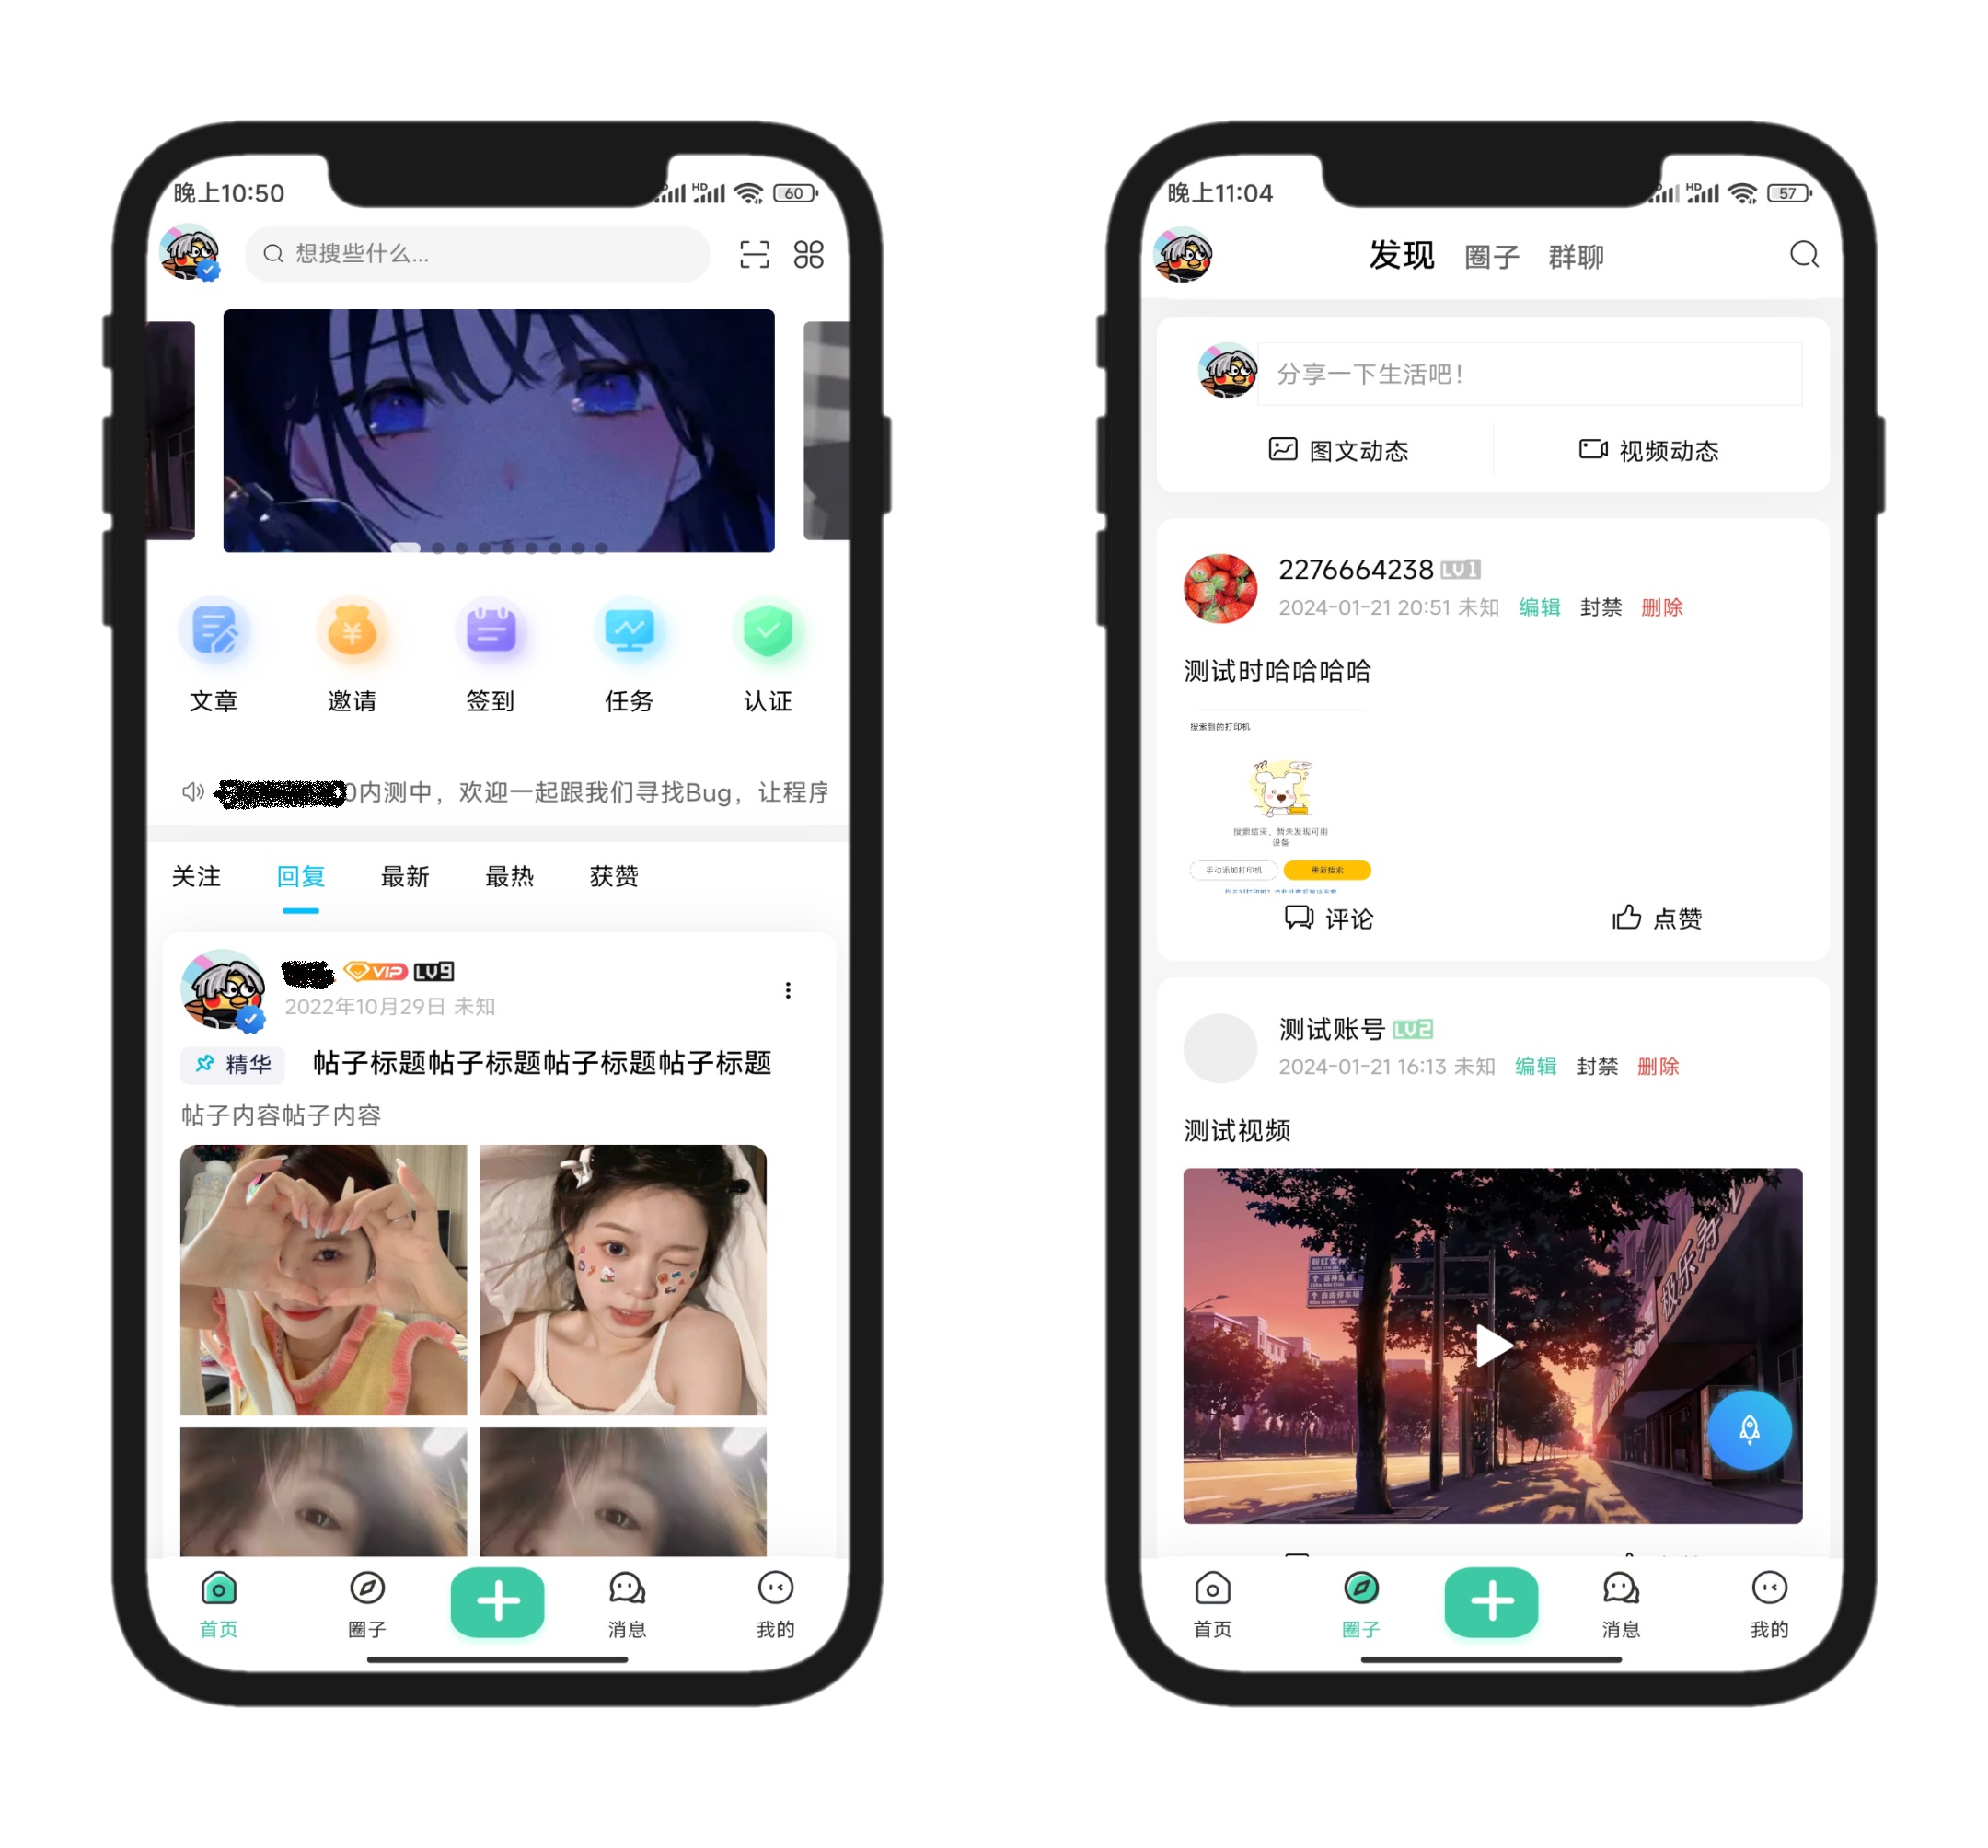 晚上10:50
HD
60
想搜些什么...
文章
邀请
签到
任务
认证
0内测中，欢迎一起跟我们寻找Bug，让程序
关注
回复
最新
最热
获赞
VIP LV9
2022年10月29日 未知
精华
帖子标题帖子标题帖子标题帖子标题
帖子内容帖子内容
首页
圈子
消息
我的
晚上11:04
HD
57
发现
圈子
群聊
分享一下生活吧！
图文动态
视频动态
2276664238 LV1
2024-01-21 20:51 未知 编辑 封禁 删除
测试时哈哈哈哈
搜索到的打印机
搜索结束，暂未发现可用
设备
手动添加打印机
重新搜索
评论
点赞
测试账号 LV2
2024-01-21 16:13 未知 编辑 封禁 删除
测试视频
极乐寿
首页
圈子
消息
我的